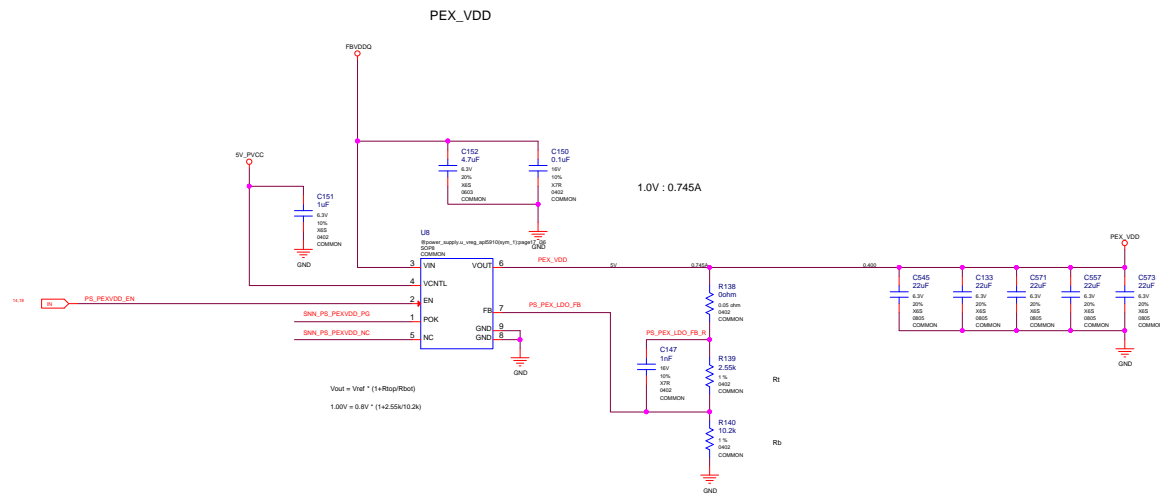 PEX_VDD
FBVDDQ
5V_PVCC
C151
1uF
6.3V
10%
X6S
0402
COMMON
GND
C152
4.7uF
6.3V
20%
X6S
0603
COMMON
C150
0.1uF
16V
10%
X7R
0402
COMMON
GND
1.0V : 0.745A
U8
@power_supply.u_vreg_apl5910(sym_1):page17_i36
SOP8
COMMON
3 VIN
4 VCNTL
2 EN
1 POK
5 NC
VOUT 6
FB 7
GND 9
GND 8
GND
IN
PS_PEXVDD_EN
SNN_PS_PEXVDD_PG
SNN_PS_PEXVDD_NC
PEX_VDD
5V
0.745A
0.400
PS_PEX_LDO_FB
PS_PEX_LDO_FB_R
R138
0ohm
0.05 ohm
0402
COMMON
C147
1nF
16V
10%
X7R
0402
COMMON
R139
2.55k
1 %
0402
COMMON
Rt
R140
10.2k
1 %
0402
COMMON
Rb
GND
PEX_VDD
C545
22uF
6.3V
20%
X6S
0805
COMMON
C133
22uF
6.3V
20%
X6S
0805
COMMON
C571
22uF
6.3V
20%
X6S
0805
COMMON
C557
22uF
6.3V
20%
X6S
0805
COMMON
C573
22uF
6.3V
20%
X6S
0805
COMMON
GND
Vout = Vref * (1+Rtop/Rbot)
1.00V = 0.8V * (1+2.55k/10.2k)